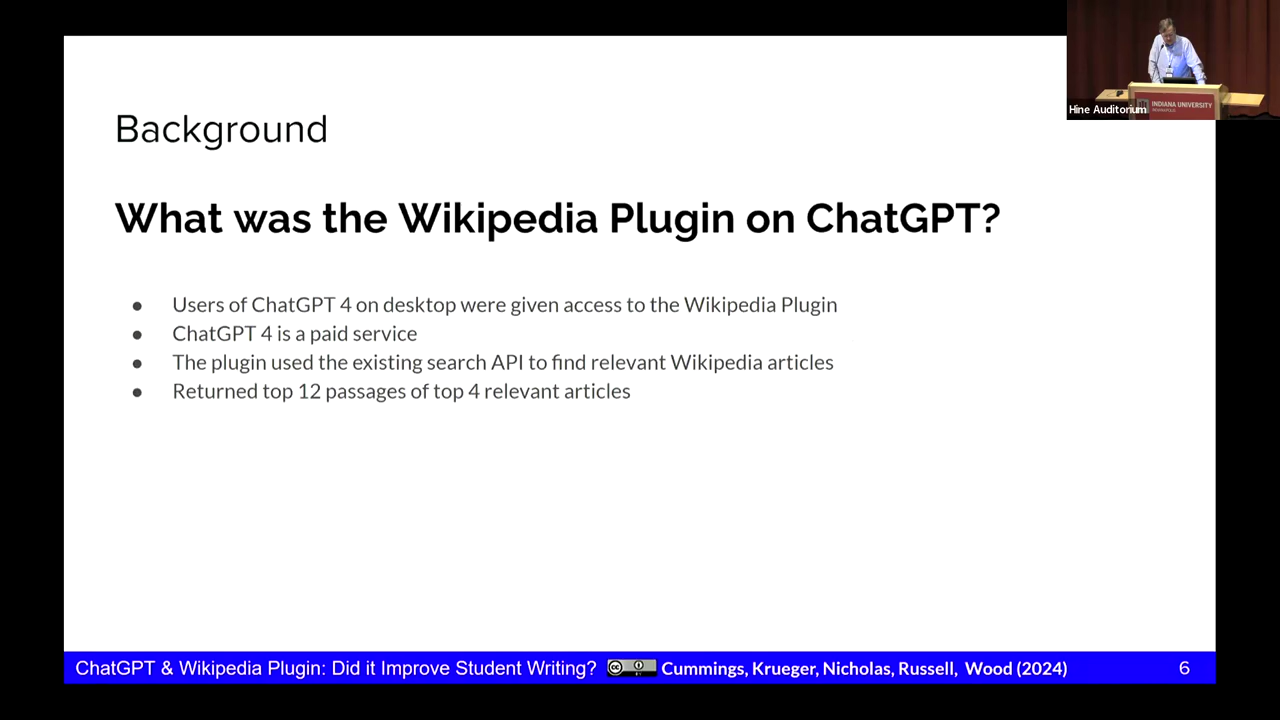 Background
What was the Wikipedia Plugin on ChatGPT?
● Users of ChatGPT 4 on desktop were given access to the Wikipedia Plugin
● ChatGPT 4 is a paid service
● The plugin used the existing search API to find relevant Wikipedia articles
● Returned top 12 passages of top 4 relevant articles
Hine Auditorium
INDIANA UNIVERSITY
INDIANAPOLIS
ChatGPT & Wikipedia Plugin: Did it Improve Student Writing? Cummings, Krueger, Nicholas, Russell, Wood (2024) 6